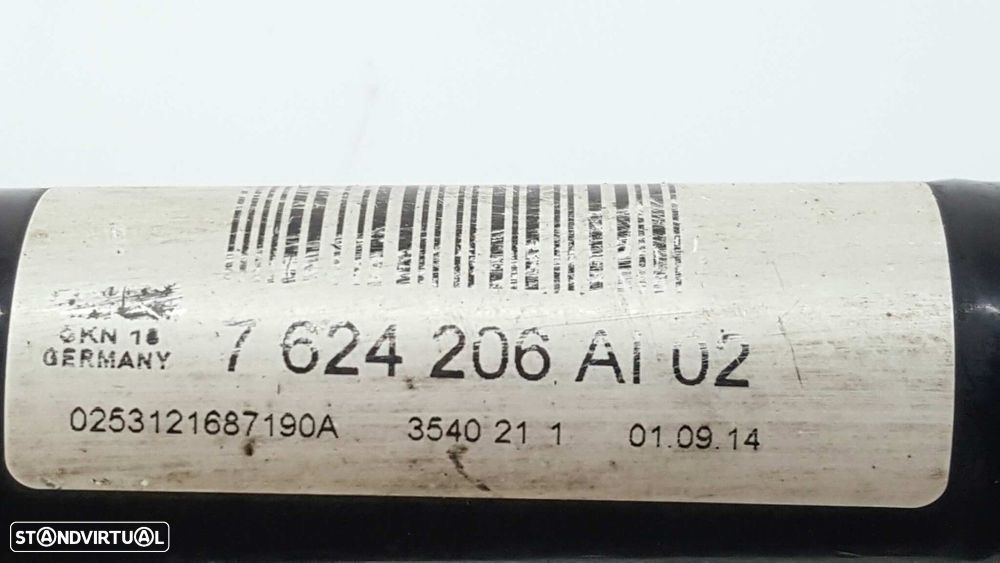 GKN 18
GERMANY
7 624 206 AI 02
0253121687190A 3540 21 1 01.09.14
STANDVIRTUAL